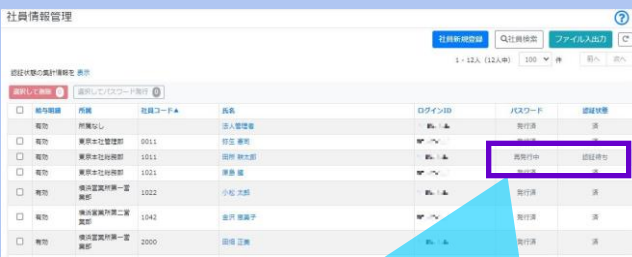 社員情報管理
?
社員新規登録 社員検索 ファイル入出力
1 - 12人 (12人中) 100 件 前へ 次へ
認証状態の集計情報を 表示
選択して削除 0 選択してパスワード発行 0
給与明細 所属 社員コード▲ 氏名 ログインID パスワード 認証状態
有効 所属なし 法人管理者 発行済 済
有効 東京本社管理部 0011 発行済 済
有効 東京本社総務部 1011 再発行中 認証待ち
有効 東京本社総務部 1021 発行済 済
有効 横浜営業所第一営業部 1022 小松 太郎 発行済 済
有効 横浜営業所第二営業部 1042 金沢 恵美子 発行済 済
有効 横浜営業所第一営業部 2000 田畑 正美 発行済 済